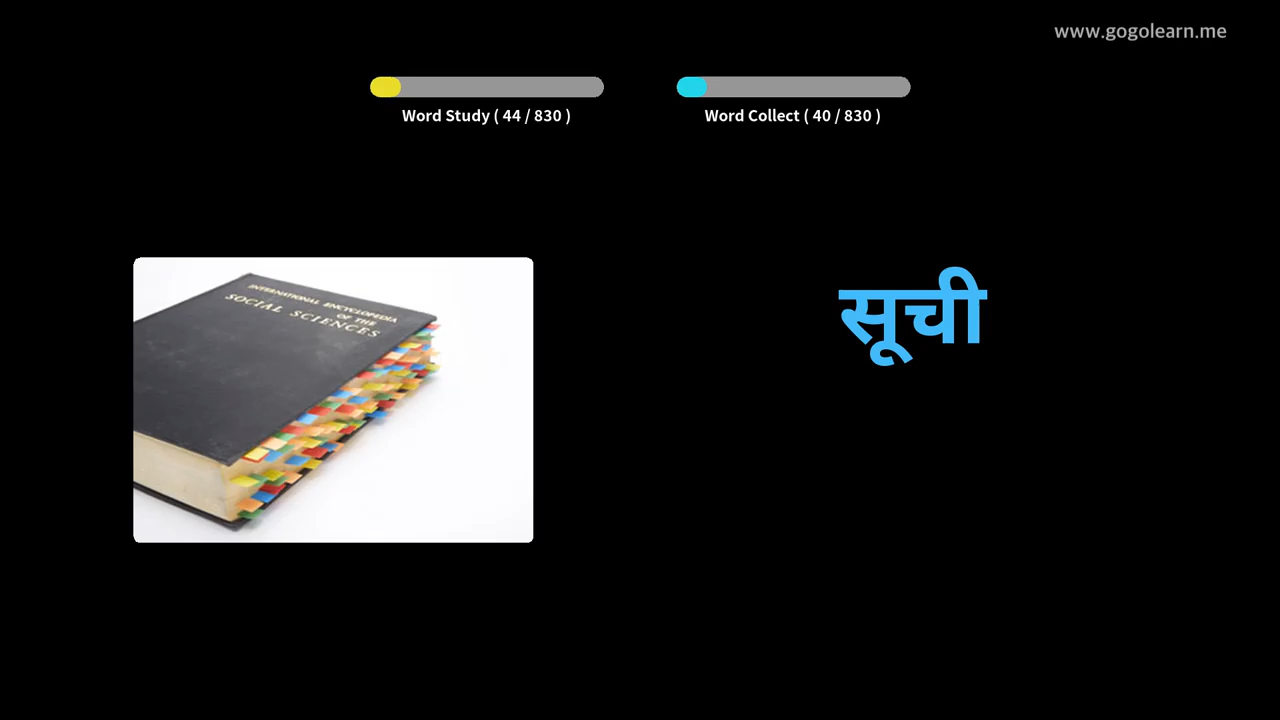 www.gogolearn.me
Word Study ( 44 / 830 )
Word Collect ( 40 / 830 )
INTERNATIONAL ENCYCLOPEDIA
OF THE
SOCIAL SCIENCES
सूची